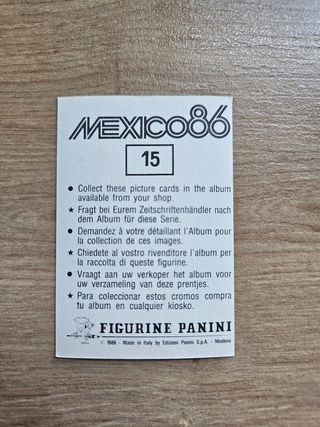 MEXICO86
15
● Collect these picture cards in the album
available from your shop.
★ Fragt bei Eurem Zeitschriftenhändler nach
dem Album für diese Serie.
● Demandez à votre détaillant l'Album pour
la collection de ces images.
★ Chiedete al vostro rivenditore l'album per
la raccolta di queste figurine.
● Vraagt aan uw verkoper het album voor
uw verzameling van deze prentjes.
★ Para coleccionar estos cromos compra
tu album en cualquier kiosko.
FIGURINE PANINI
© 1986 - Made in Italy by Edizioni Panini S.p.A. - Modena